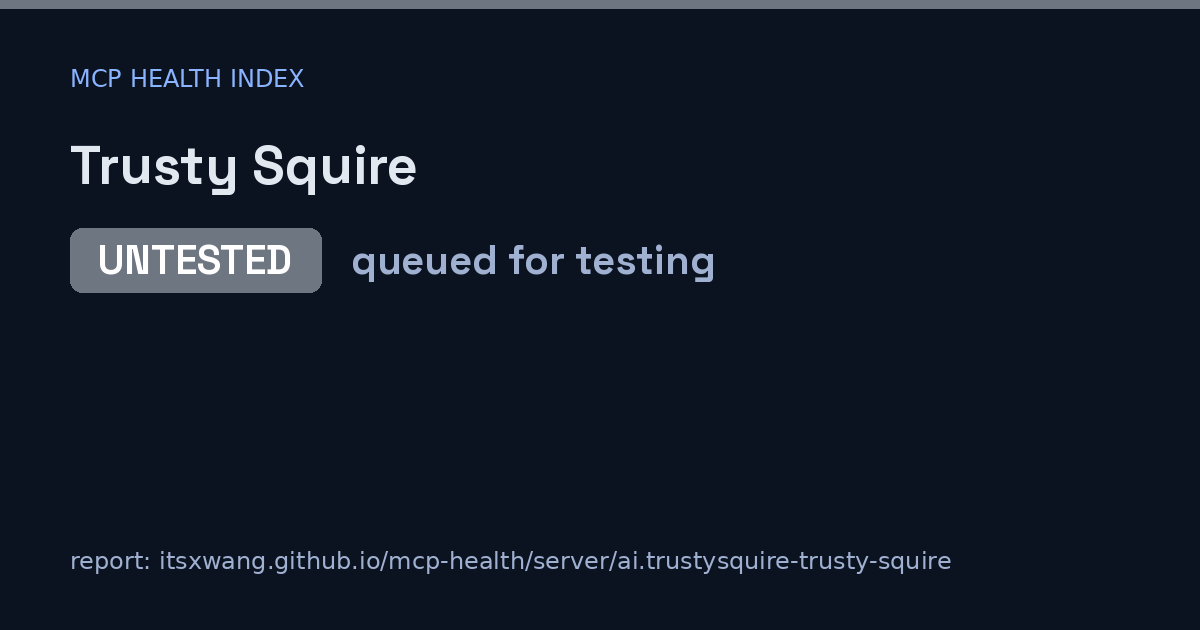 MCP HEALTH INDEX
Trusty Squire
UNTESTED queued for testing
report: itsxwang.github.io/mcp-health/server/ai.trustysquire-trusty-squire